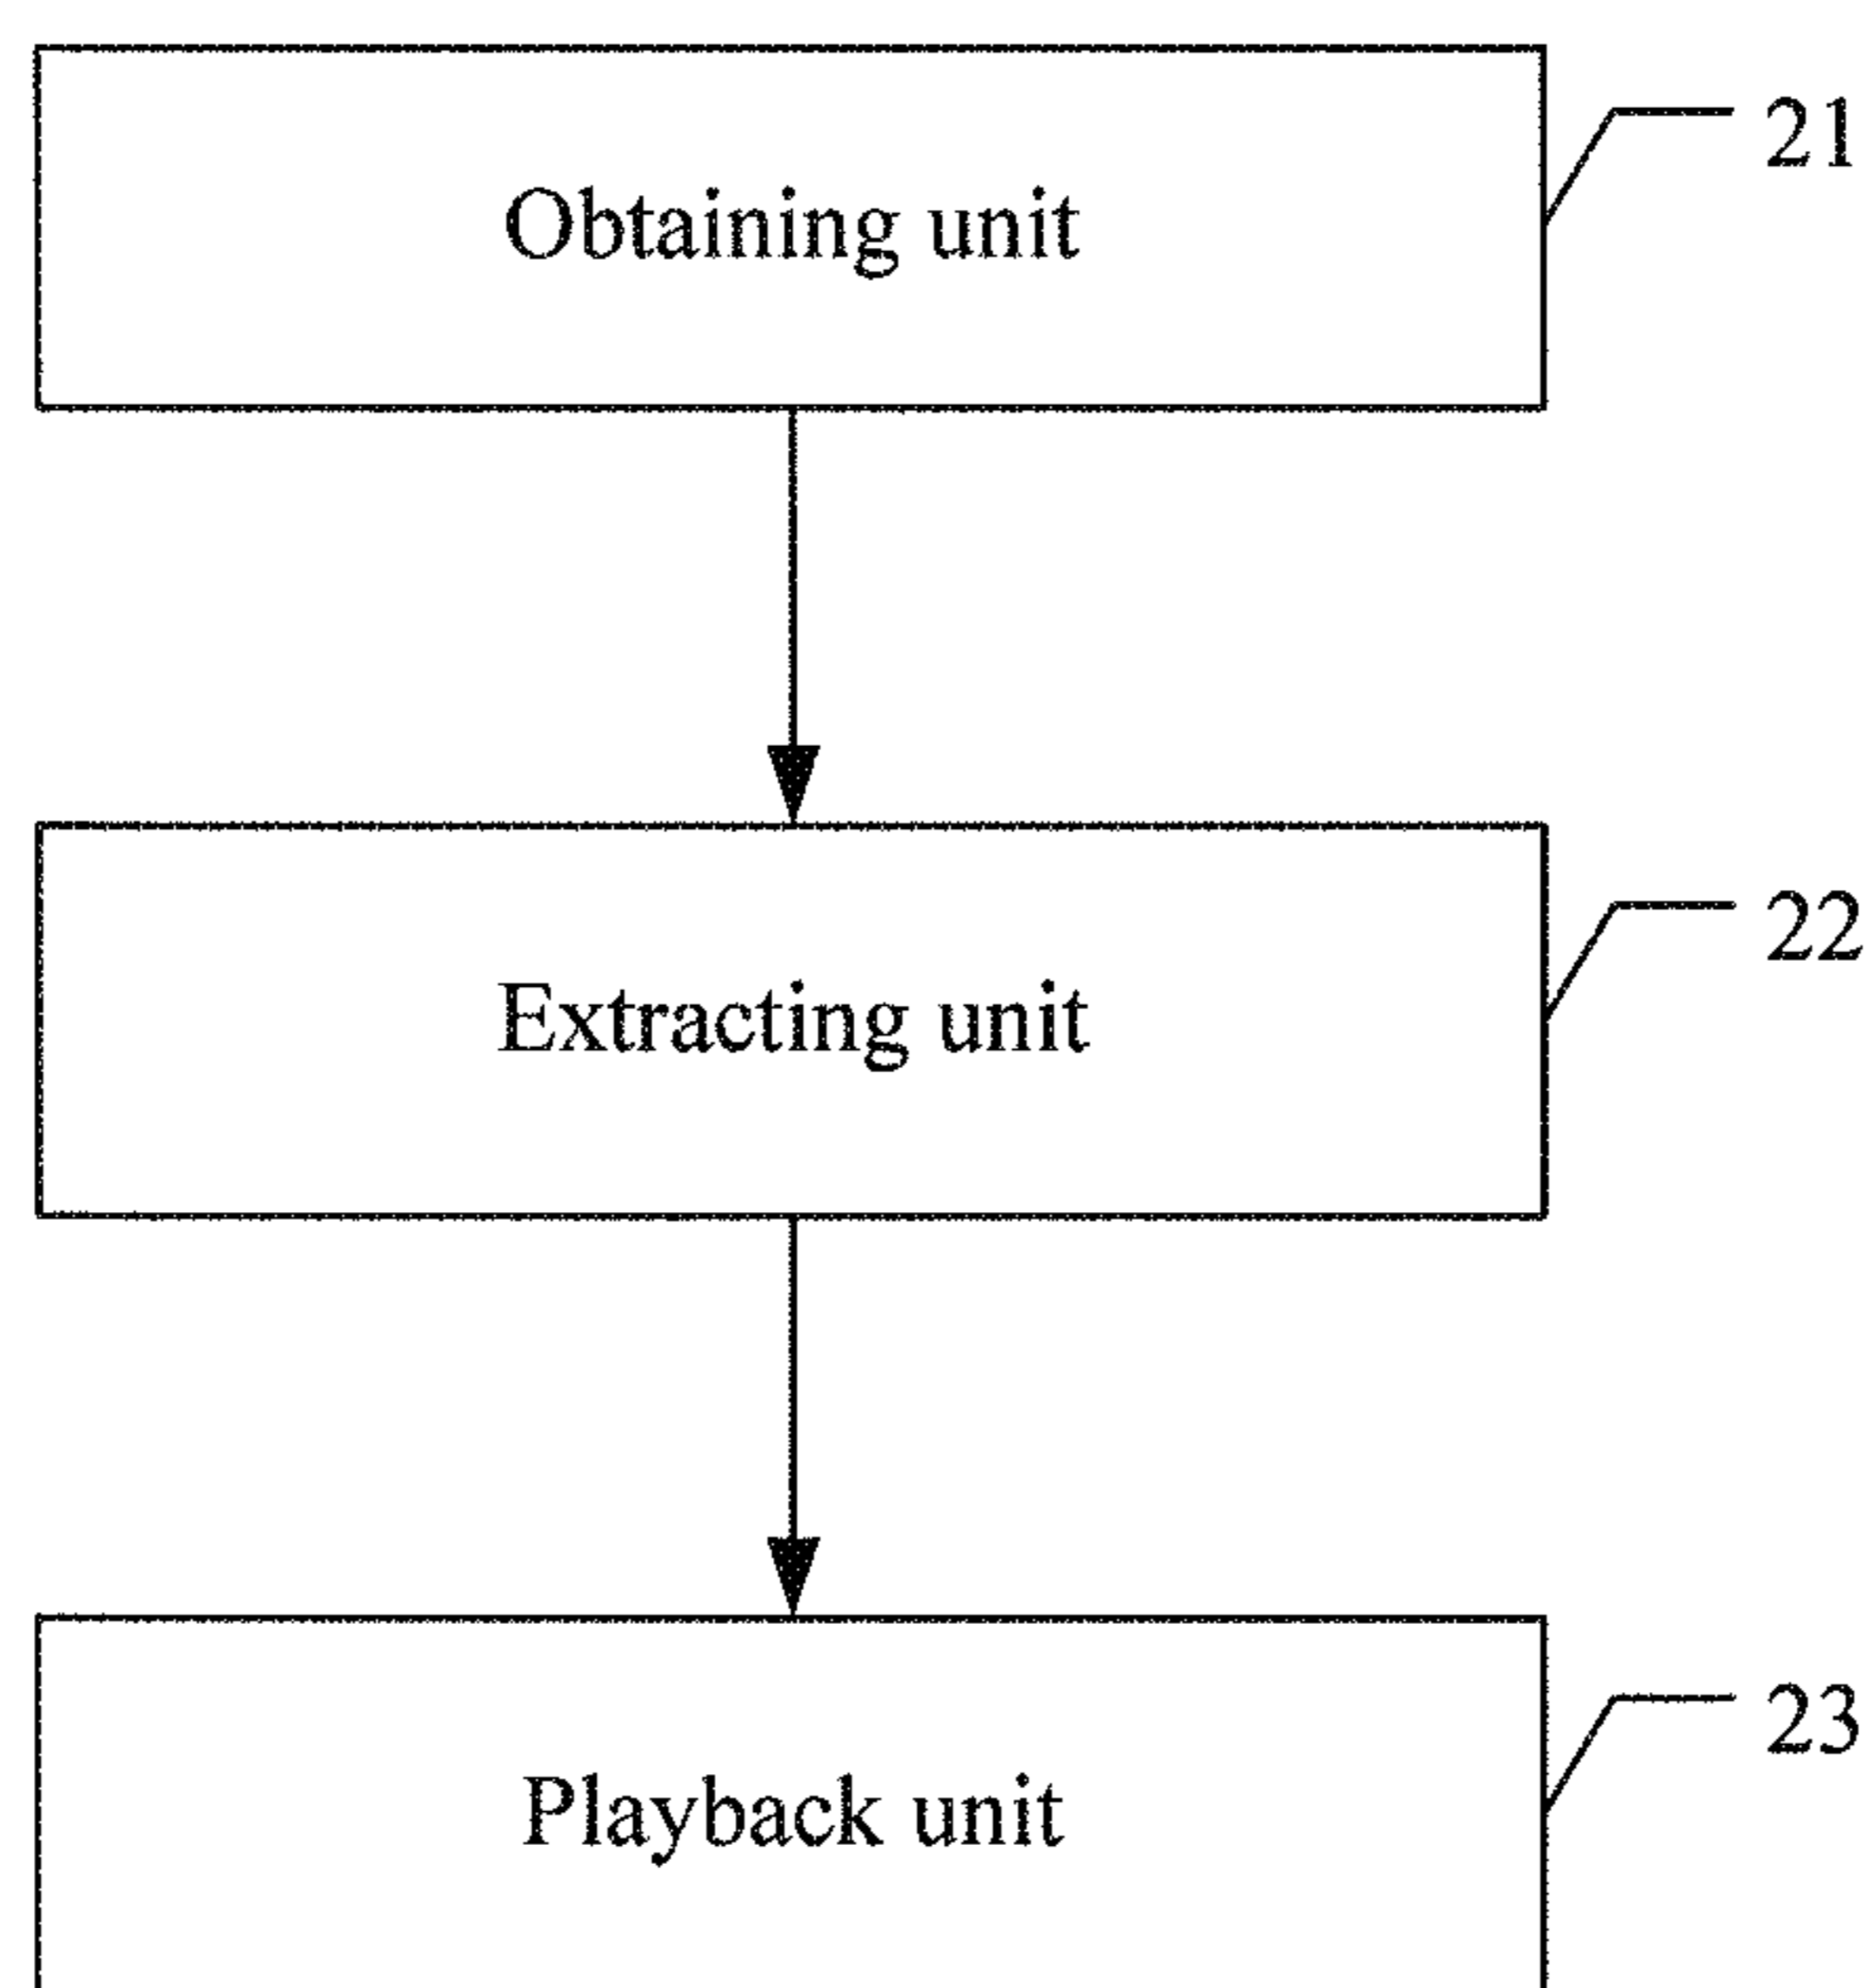 Obtaining unit
21
Extracting unit
22
Playback unit
23